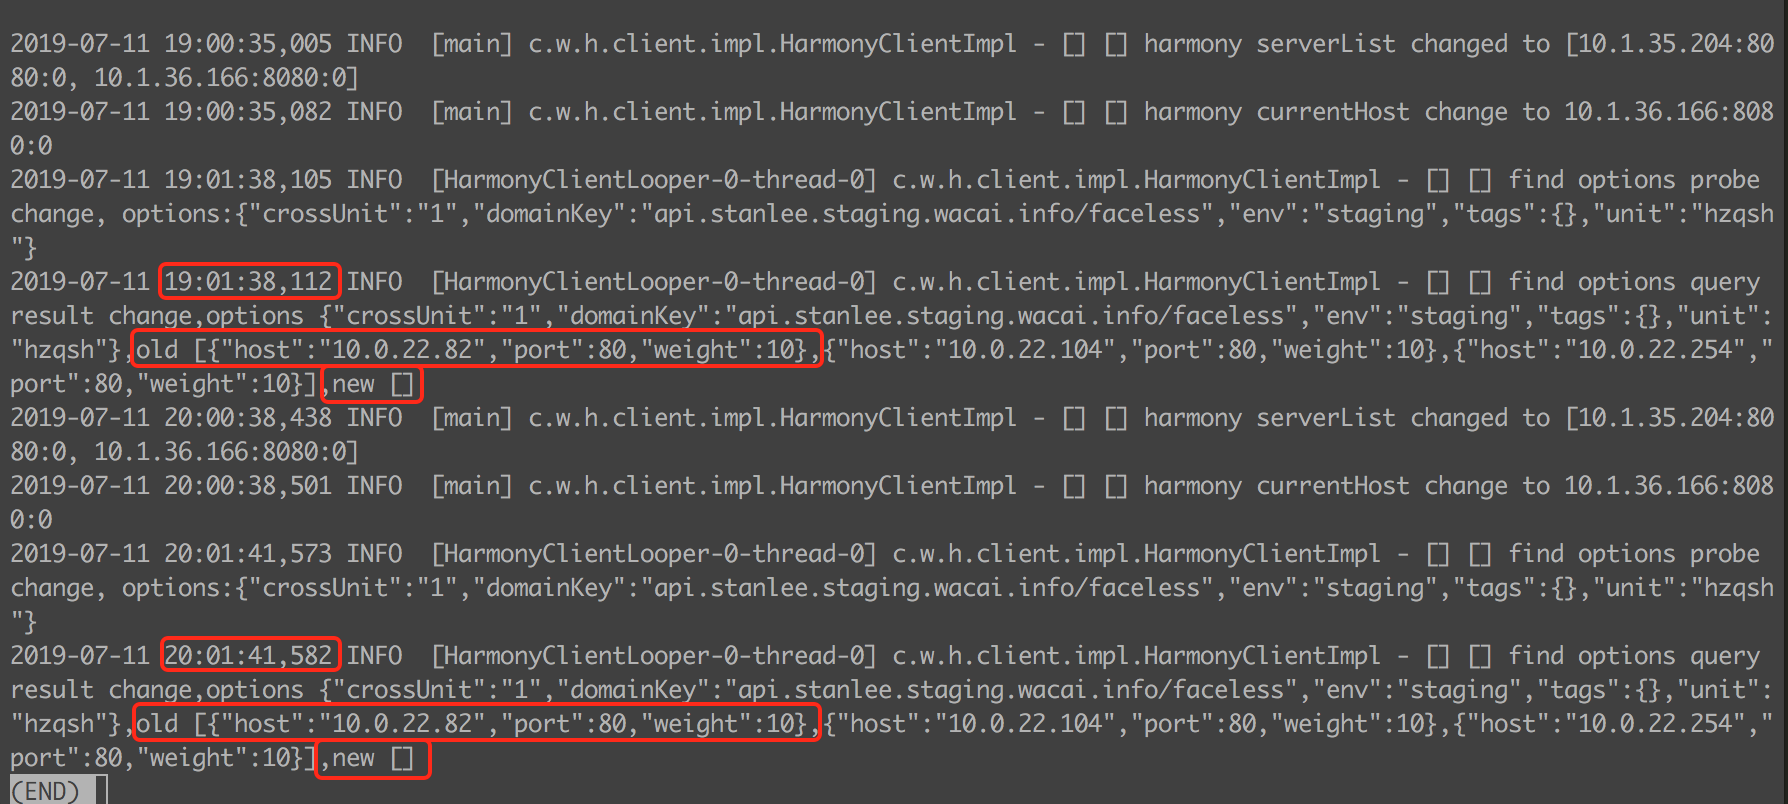 2019-07-11 19:00:35,005 INFO  [main] c.w.h.client.impl.HarmonyClientImpl - [] [] harmony serverList changed to [10.1.35.204:80
80:0, 10.1.36.166:8080:0]
2019-07-11 19:00:35,082 INFO  [main] c.w.h.client.impl.HarmonyClientImpl - [] [] harmony currentHost change to 10.1.36.166:808
0:0
2019-07-11 19:01:38,105 INFO  [HarmonyClientLooper-0-thread-0] c.w.h.client.impl.HarmonyClientImpl - [] [] find options probe
change, options:{"crossUnit":"1","domainKey":"api.stanlee.staging.wacai.info/faceless","env":"staging","tags":{},"unit":"hzqsh
"}
2019-07-11 19:01:38,112 INFO  [HarmonyClientLooper-0-thread-0] c.w.h.client.impl.HarmonyClientImpl - [] [] find options query
result change,options {"crossUnit":"1","domainKey":"api.stanlee.staging.wacai.info/faceless","env":"staging","tags":{},"unit":
"hzqsh"},old [{"host":"10.0.22.82","port":80,"weight":10},{"host":"10.0.22.104","port":80,"weight":10},{"host":"10.0.22.254","
port":80,"weight":10}],new []
2019-07-11 20:00:38,438 INFO  [main] c.w.h.client.impl.HarmonyClientImpl - [] [] harmony serverList changed to [10.1.35.204:80
80:0, 10.1.36.166:8080:0]
2019-07-11 20:00:38,501 INFO  [main] c.w.h.client.impl.HarmonyClientImpl - [] [] harmony currentHost change to 10.1.36.166:808
0:0
2019-07-11 20:01:41,573 INFO  [HarmonyClientLooper-0-thread-0] c.w.h.client.impl.HarmonyClientImpl - [] [] find options probe
change, options:{"crossUnit":"1","domainKey":"api.stanlee.staging.wacai.info/faceless","env":"staging","tags":{},"unit":"hzqsh
"}
2019-07-11 20:01:41,582 INFO  [HarmonyClientLooper-0-thread-0] c.w.h.client.impl.HarmonyClientImpl - [] [] find options query
result change,options {"crossUnit":"1","domainKey":"api.stanlee.staging.wacai.info/faceless","env":"staging","tags":{},"unit":
"hzqsh"},old [{"host":"10.0.22.82","port":80,"weight":10},{"host":"10.0.22.104","port":80,"weight":10},{"host":"10.0.22.254","
port":80,"weight":10}],new []
(END)